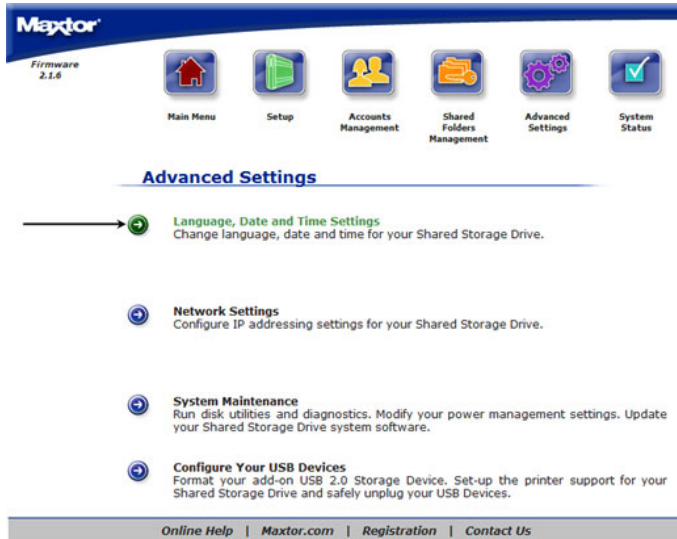 Maxtor
Firmware
2.1.6
Main Menu
Setup
Accounts
Management
Shared
Folders
Management
Advanced
Settings
System
Status
Advanced Settings
Language, Date and Time Settings
Change language, date and time for your Shared Storage Drive.
Network Settings
Configure IP addressing settings for your Shared Storage Drive.
System Maintenance
Run disk utilities and diagnostics. Modify your power management settings. Update
your Shared Storage Drive system software.
Configure Your USB Devices
Format your add-on USB 2.0 Storage Device. Set-up the printer support for your
Shared Storage Drive and safely unplug your USB Devices.
Online Help | Maxtor.com | Registration | Contact Us